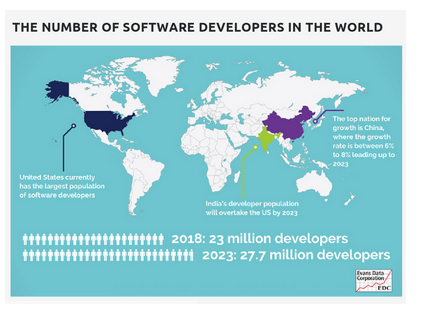 THE NUMBER OF SOFTWARE DEVELOPERS IN THE WORLD
The top nation for
growth is China,
where the growth
rate is between 6%
to 8% leading up to
2023
United States currently
has the largest population
of software developers
India's developer population
will overtake the US by 2023
2018: 23 million developers
2023: 27.7 million developers
Evans Data
Corporation
EDC